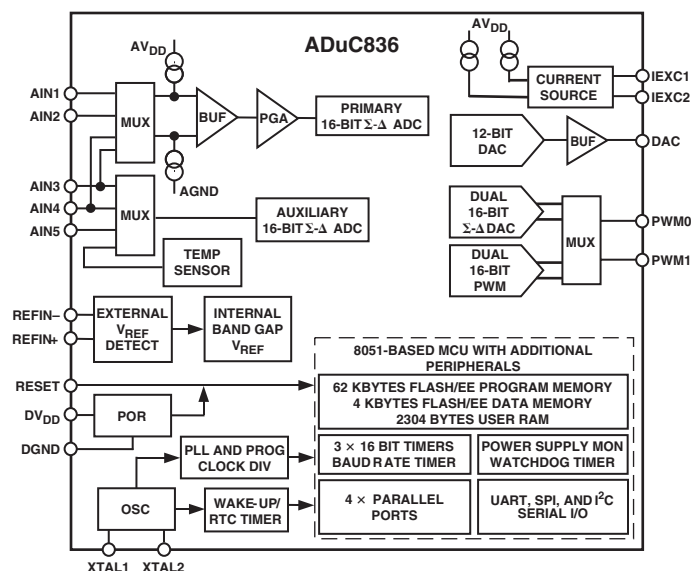 ADuC836
AVDD
AVDD
AIN1
AIN2
MUX
BUF
PGA
PRIMARY
16-BIT Σ-Δ ADC
AGND
CURRENT
SOURCE
IEXC1
IEXC2
12-BIT
DAC
BUF
DAC
AIN3
AIN4
AIN5
MUX
AUXILIARY
16-BIT Σ-Δ ADC
TEMP
SENSOR
DUAL
16-BIT
Σ-Δ DAC
DUAL
16-BIT
PWM
MUX
PWM0
PWM1
REFIN–
REFIN+
EXTERNAL
VREF
DETECT
INTERNAL
BAND GAP
VREF
RESET
DVDD
DGND
POR
8051-BASED MCU WITH ADDITIONAL
PERIPHERALS
62 KBYTES FLASH/EE PROGRAM MEMORY
4 KBYTES FLASH/EE DATA MEMORY
2304 BYTES USER RAM
PLL AND PROG
CLOCK DIV
3 × 16 BIT TIMERS
BAUD RATE TIMER
POWER SUPPLY MON
WATCHDOG TIMER
OSC
WAKE-UP/
RTC TIMER
4 × PARALLEL
PORTS
UART, SPI, AND I2C
SERIAL I/O
XTAL1
XTAL2